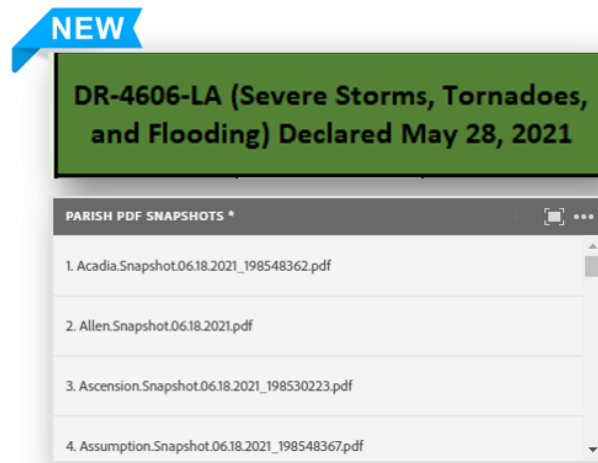 NEW
DR-4606-LA (Severe Storms, Tornadoes,
and Flooding) Declared May 28, 2021
PARISH PDF SNAPSHOTS *
1. Acadia.Snapshot.06.18.2021_198548362.pdf
2. Allen.Snapshot.06.18.2021.pdf
3. Ascension.Snapshot.06.18.2021_198530223.pdf
4. Assumption.Snapshot.06.18.2021_198548367.pdf